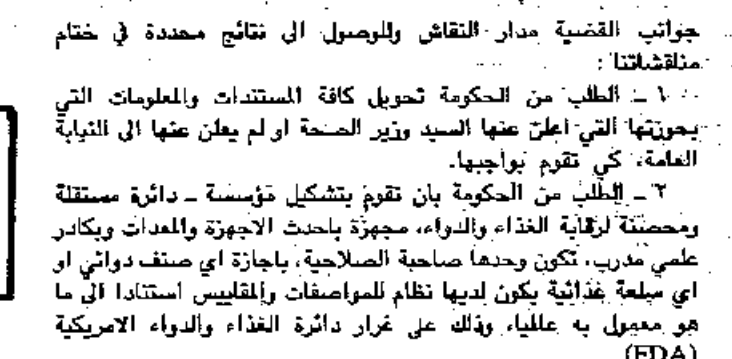 جوانب القضية مدار النقاش وللوصول الى نتائج محددة في ختام
مناقشاتنا :
١ ـ الطلب من الحكومة تحويل كافة المستندات والمعلومات التي
بحوزتها التي اعلن عنها السيد وزير الصحة او لم يعلن عنها الى النيابة
العامة، كي تقوم بواجبها.
٢ ـ الطلب من الحكومة بان تقوم بتشكيل مؤسسة ـ دائرة مستقلة
ومحصنة لرقابة الغذاء والدواء، مجهزة باحدث الاجهزة والمعدات وبكادر
علمي مدرب، تكون وحدها صاحبة الصلاحية، باجازة اي صنف دوائي او
اي سلعة غذائية يكون لديها نظام للمواصفات والمقاييس استنادا الى ما
هو معمول به عالمياء وذلك على غرار دائرة الغذاء والدواء الامريكية
(FDA)